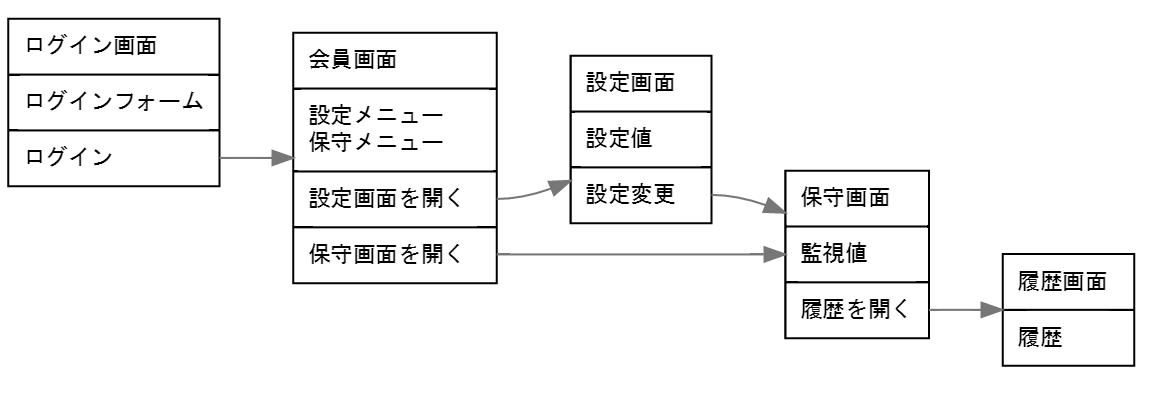 ログイン画面
ログインフォーム
ログイン
会員画面
設定メニュー
保守メニュー
設定画面を開く
保守画面を開く
設定画面
設定値
設定変更
保守画面
監視値
履歴を開く
履歴画面
履歴